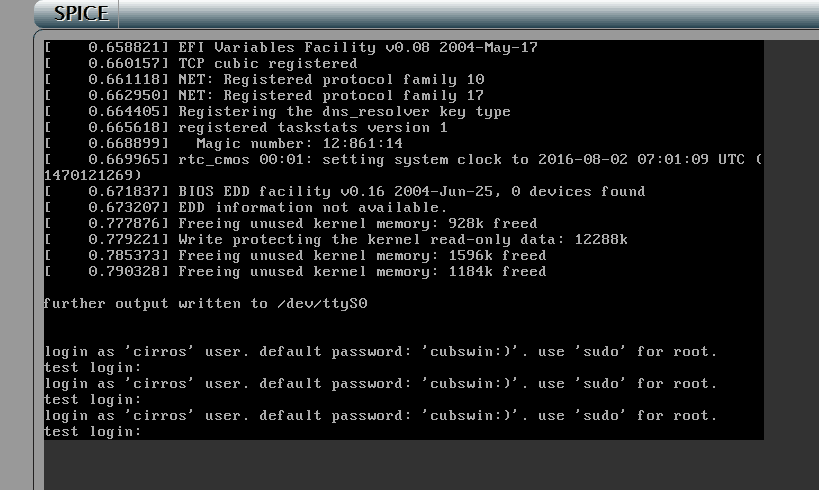 SPICE
[    0.658821] EFI Variables Facility v0.08 2004-May-17
[    0.660157] TCP cubic registered
[    0.661118] NET: Registered protocol family 10
[    0.662950] NET: Registered protocol family 17
[    0.664405] Registering the dns_resolver key type
[    0.665618] registered taskstats version 1
[    0.668899]   Magic number: 12:861:14
[    0.669965] rtc_cmos 00:01: setting system clock to 2016-08-02 07:01:09 UTC (
1470121269)
[    0.671837] BIOS EDD facility v0.16 2004-Jun-25, 0 devices found
[    0.673207] EDD information not available.
[    0.777876] Freeing unused kernel memory: 928k freed
[    0.779221] Write protecting the kernel read-only data: 12288k
[    0.785373] Freeing unused kernel memory: 1596k freed
[    0.790328] Freeing unused kernel memory: 1184k freed
further output written to /dev/ttyS0
login as 'cirros' user. default password: 'cubswin:)'. use 'sudo' for root.
test login:
login as 'cirros' user. default password: 'cubswin:)'. use 'sudo' for root.
test login:
login as 'cirros' user. default password: 'cubswin:)'. use 'sudo' for root.
test login: